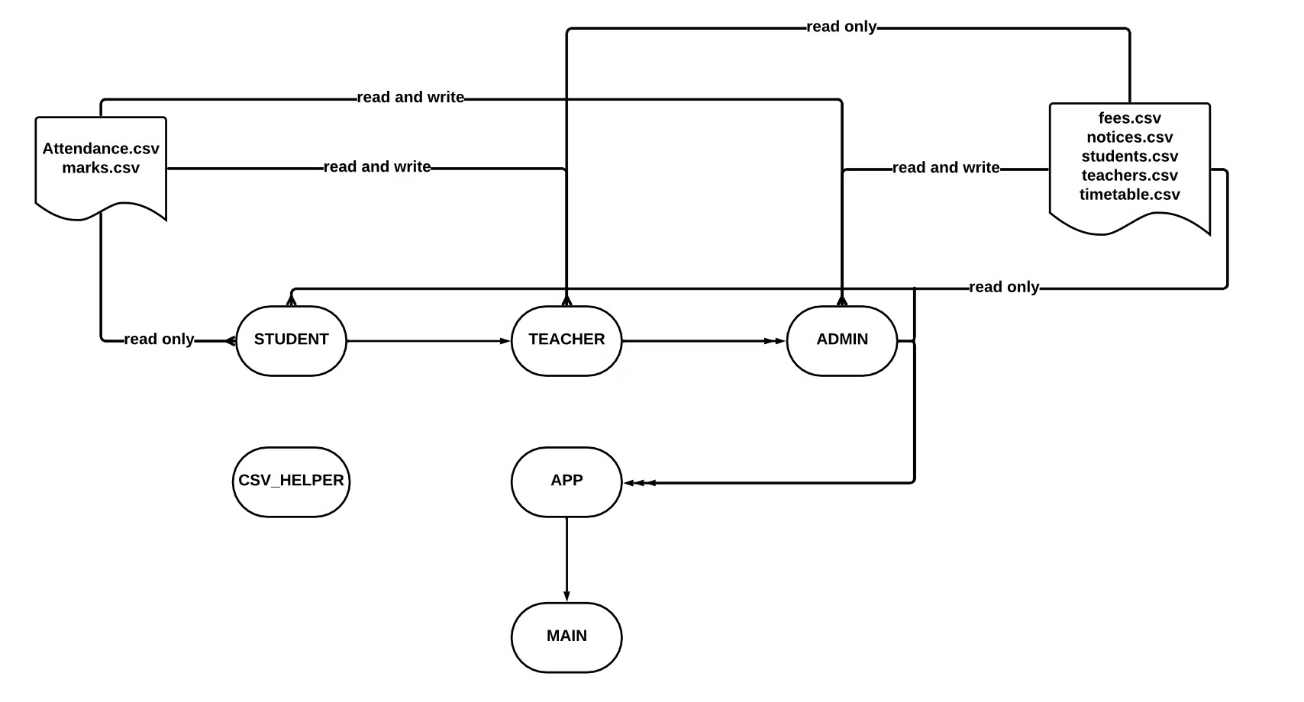 read only
read and write
Attendance.csv
marks.csv
read and write
read and write
fees.csv
notices.csv
students.csv
teachers.csv
timetable.csv
read only
read only
STUDENT
TEACHER
ADMIN
CSV_HELPER
APP
MAIN